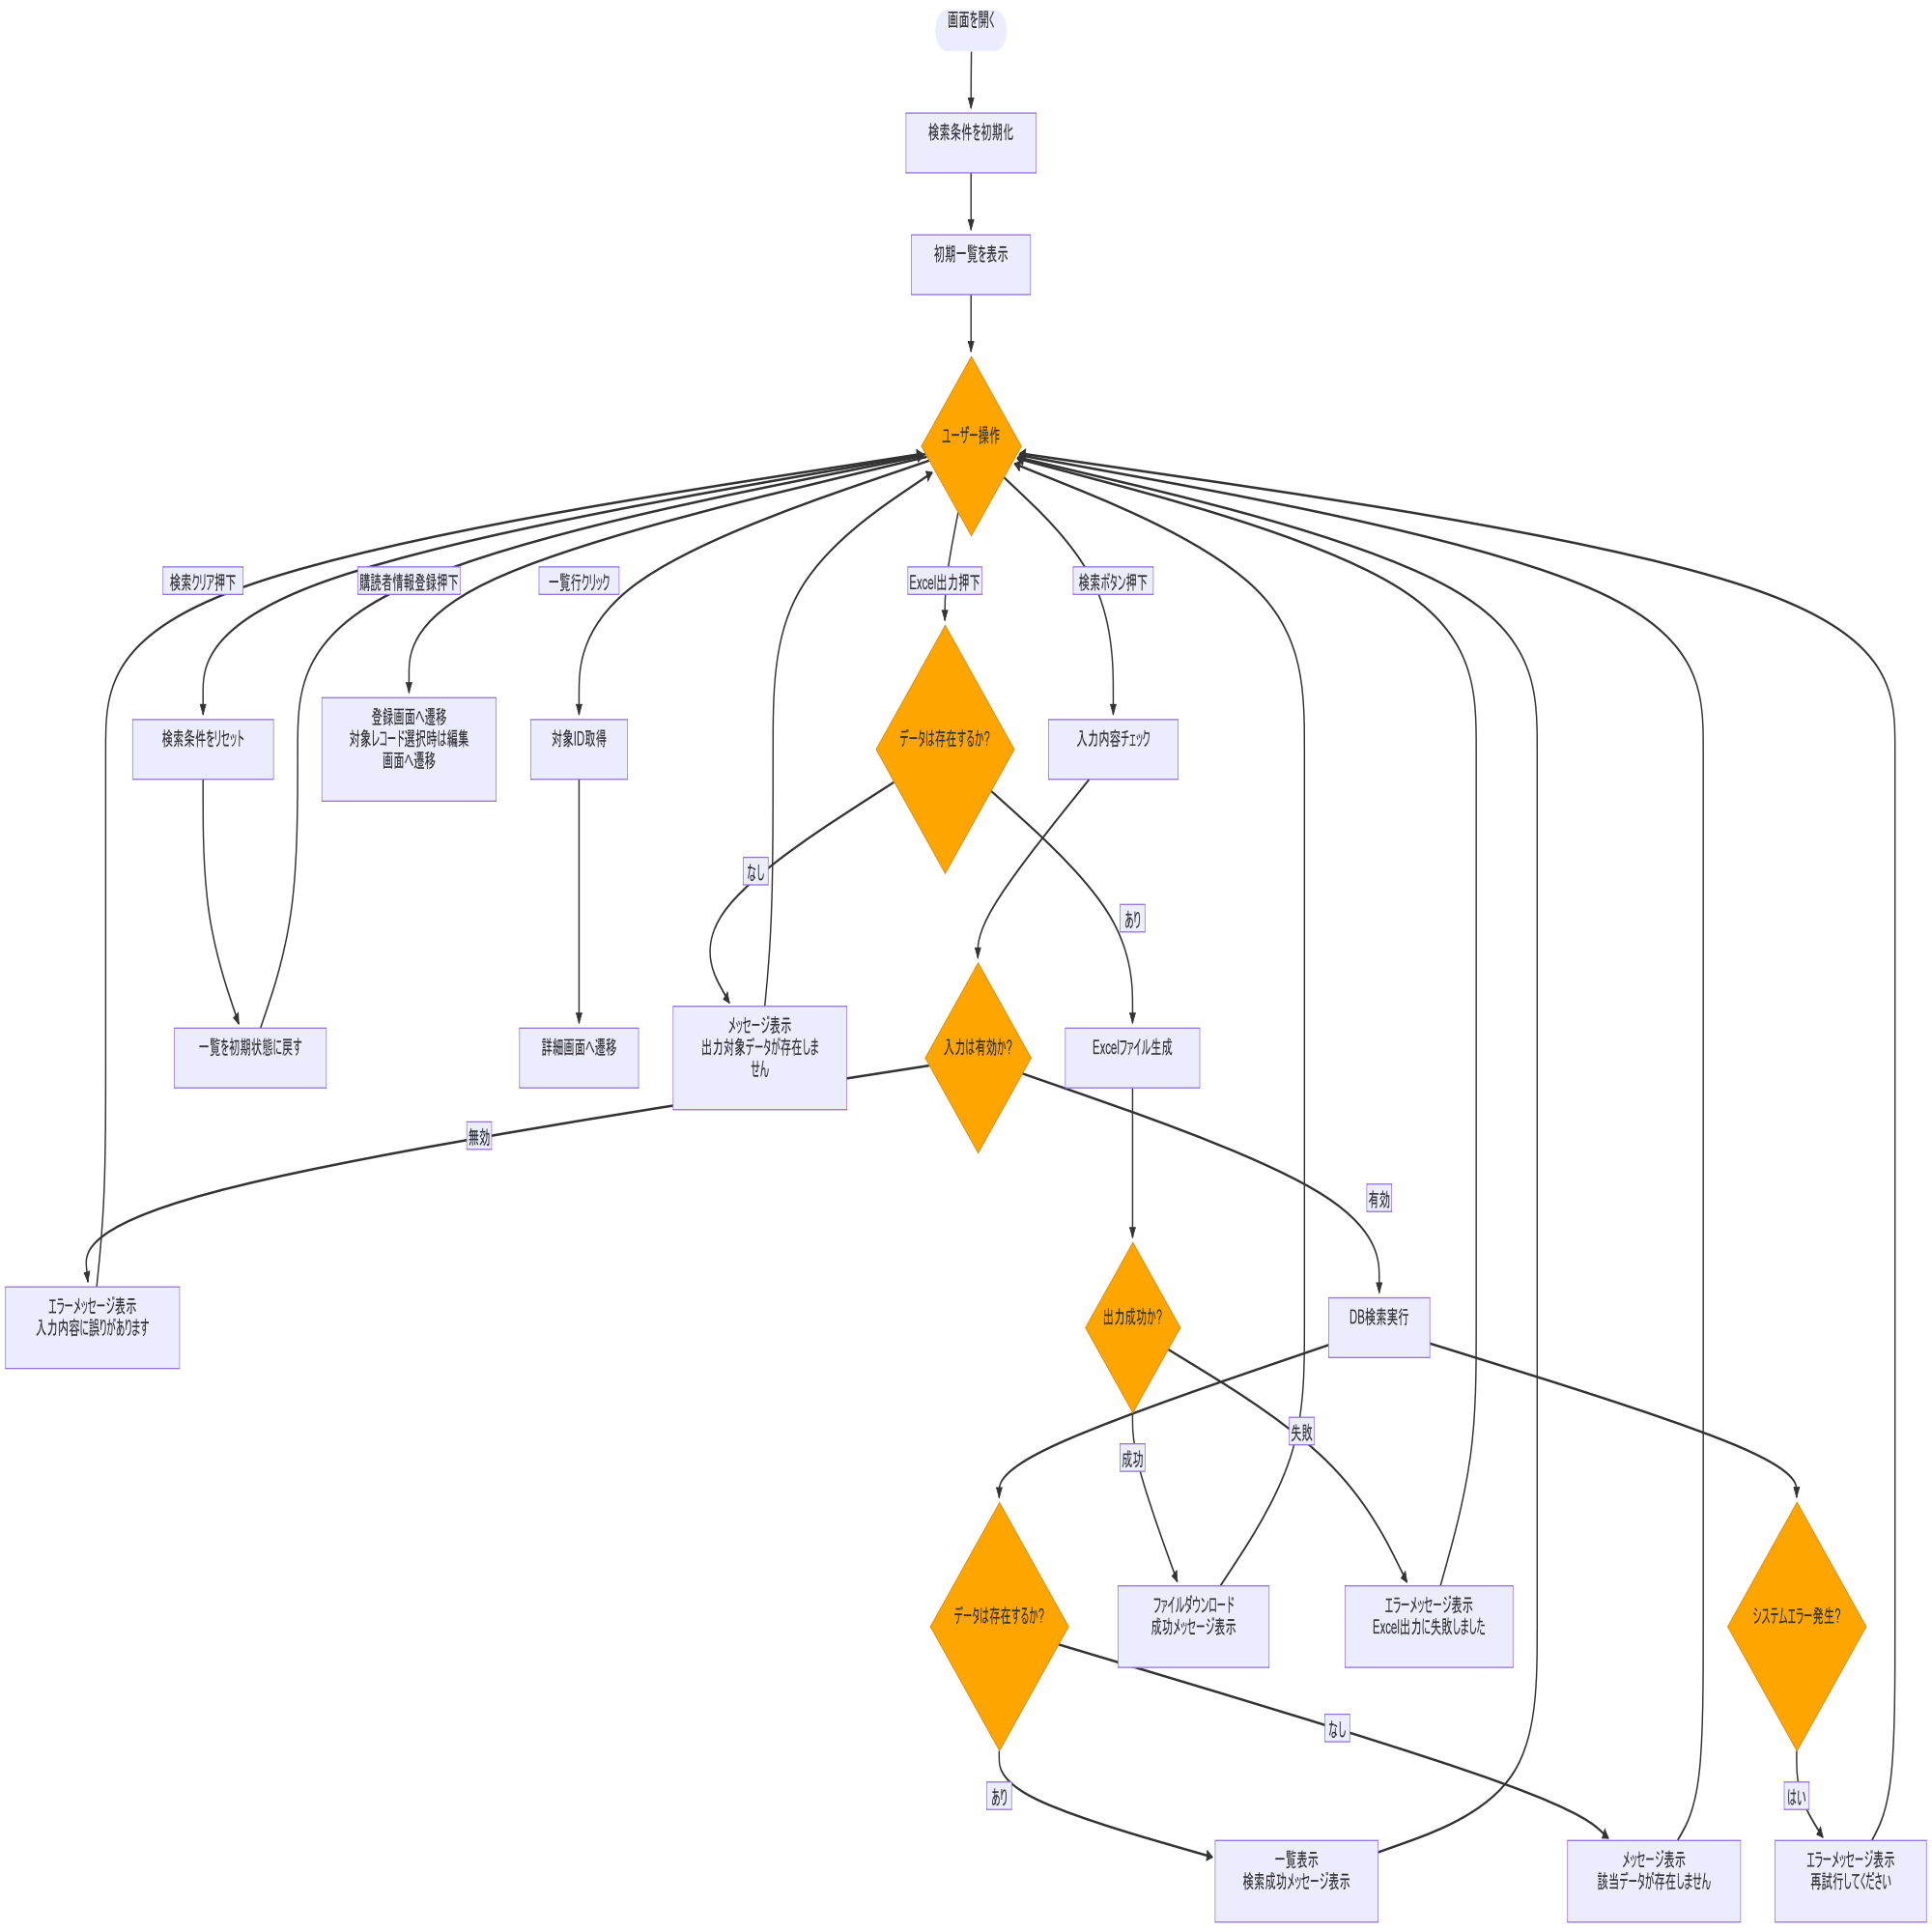 画面を開く
検索条件を初期化
初期一覧を表示
ユーザー操作
検索クリア押下
購読者情報登録押下
一覧行クリック
Excel出力押下
検索ボタン押下
検索条件をリセット
登録画面へ遷移
対象レコード選択時は編集
画面へ遷移
対象ID取得
データは存在するか?
入力内容チェック
なし
あり
一覧を初期状態に戻す
詳細画面へ遷移
メッセージ表示
出力対象データが存在しま
せん
入力は有効か?
Excelファイル生成
無効
有効
エラーメッセージ表示
入力内容に誤りがあります
出力成功か?
DB検索実行
失敗
成功
データは存在するか?
ファイルダウンロード
成功メッセージ表示
エラーメッセージ表示
Excel出力に失敗しました
システムエラー発生?
なし
あり
はい
一覧表示
検索成功メッセージ表示
メッセージ表示
該当データが存在しません
エラーメッセージ表示
再試行してください